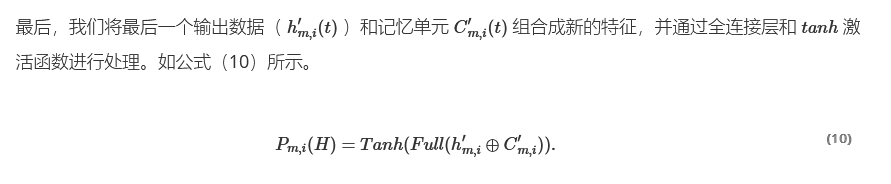 最后，我们将最后一个输出数据（ h′m,i(t) ）和记忆单元 C′m,i(t) 组合成新的特征，并通过全连接层和 tanh 激
活函数进行处理。如公式（10）所示。
Pm,i(H) = Tanh(Full(h′m,i ⊕ C′m,i)). (10)